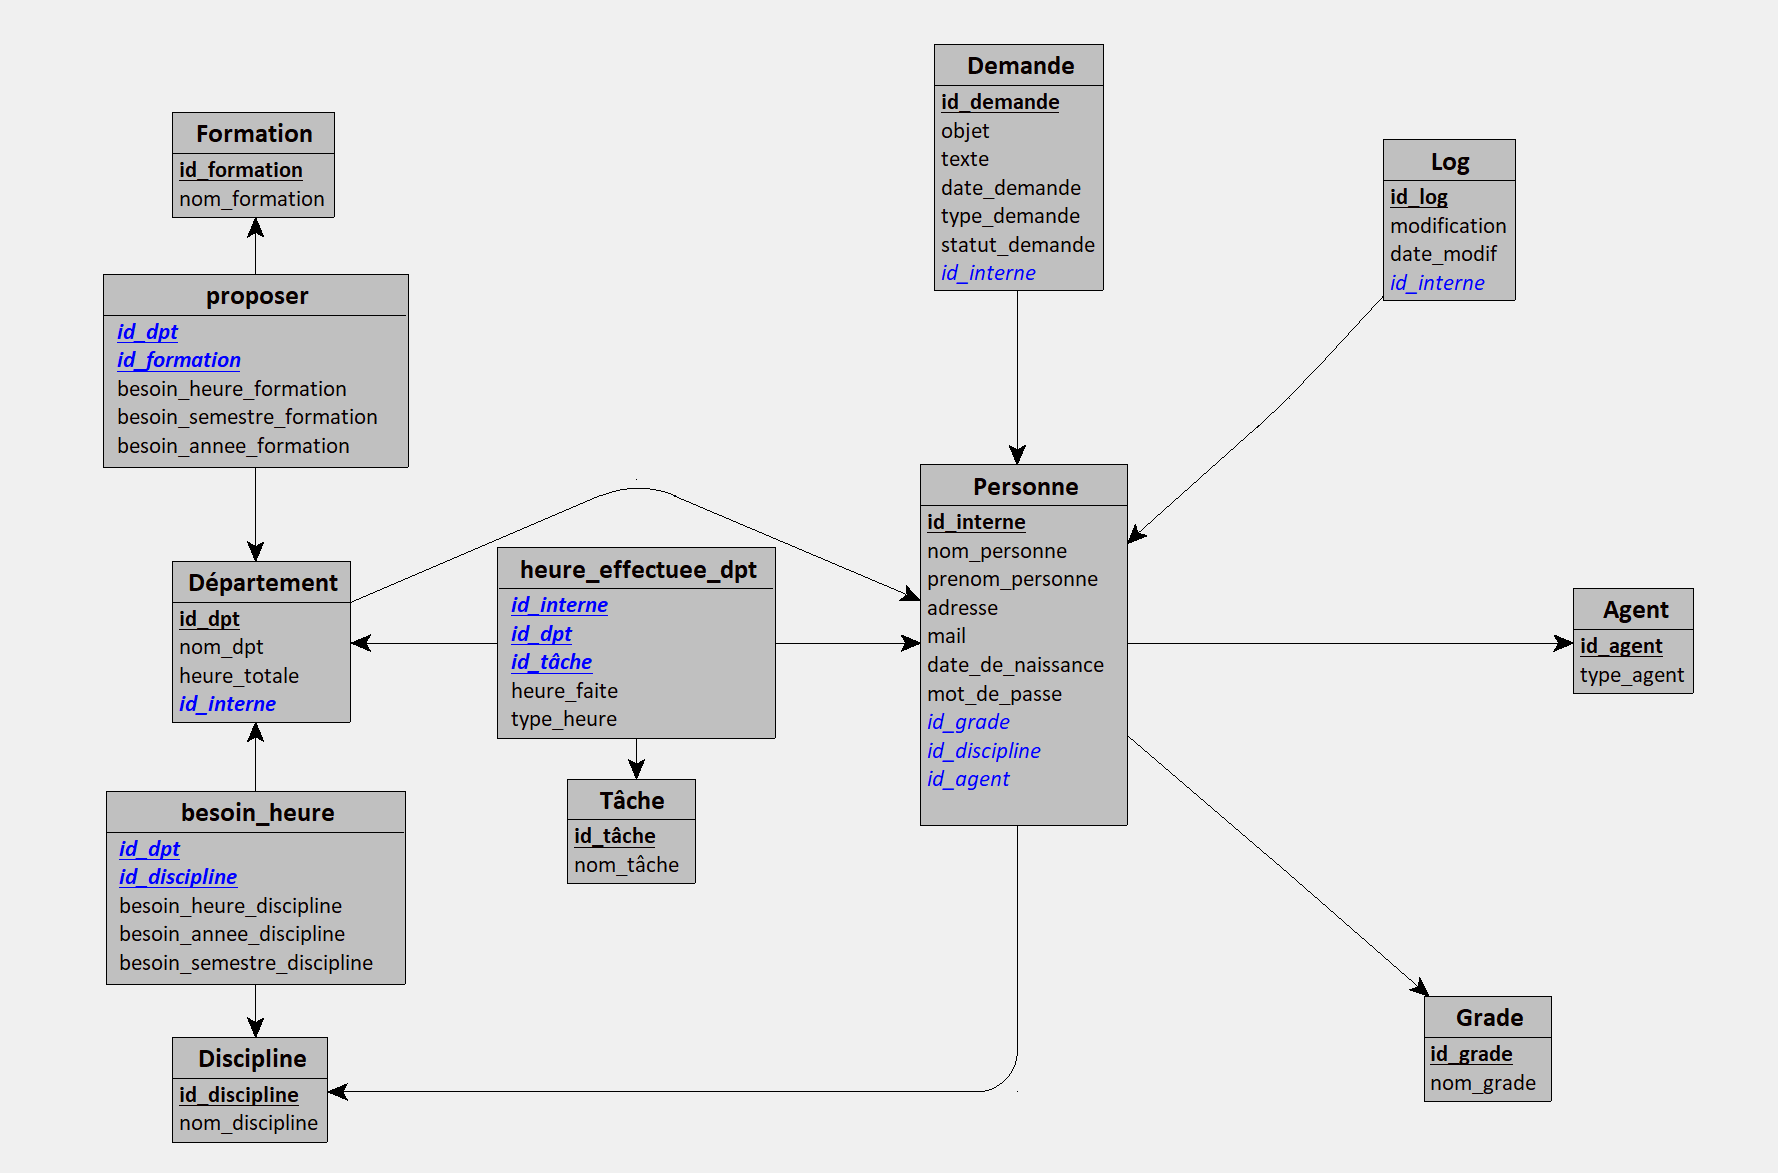 Demande
id_demande
objet
texte
date_demande
type_demande
statut_demande
id_interne
Formation
id_formation
nom_formation
Log
id_log
modification
date_modif
id_interne
proposer
id_dpt
id_formation
besoin_heure_formation
besoin_semestre_formation
besoin_annee_formation
Personne
id_interne
nom_personne
prenom_personne
adresse
mail
date_de_naissance
mot_de_passe
id_grade
id_discipline
id_agent
Département
id_dpt
nom_dpt
heure_totale
id_interne
heure_effectuee_dpt
id_interne
id_dpt
id_tâche
heure_faite
type_heure
Agent
id_agent
type_agent
Tâche
id_tâche
nom_tâche
besoin_heure
id_dpt
id_discipline
besoin_heure_discipline
besoin_annee_discipline
besoin_semestre_discipline
Grade
id_grade
nom_grade
Discipline
id_discipline
nom_discipline